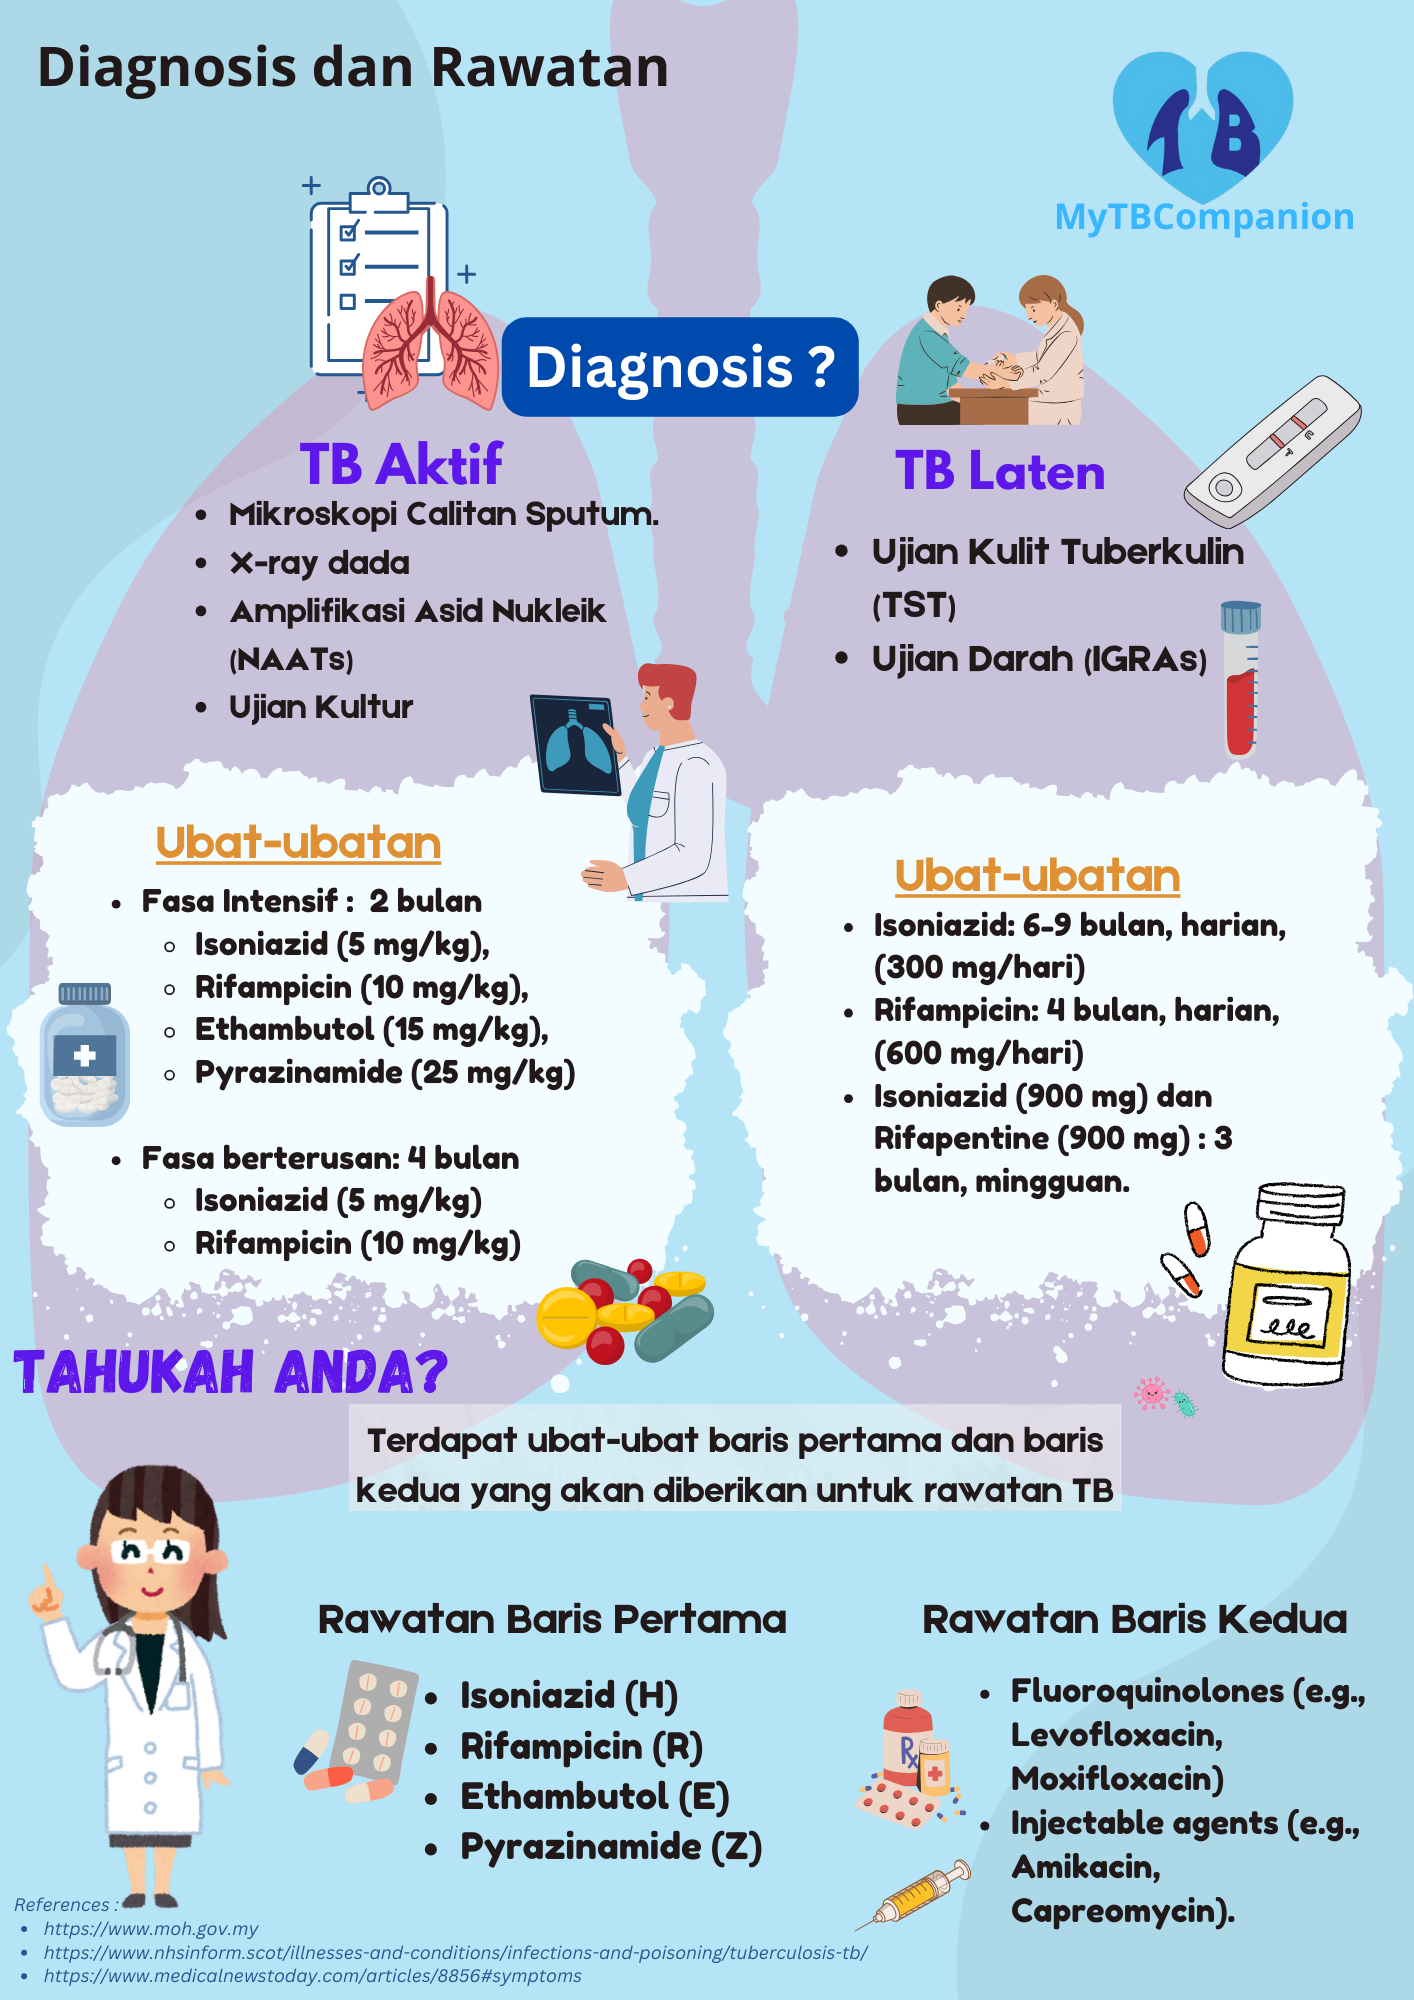 Diagnosis dan Rawatan
TB
MyTBCompanion
Diagnosis ?
TB Aktif
• Mikroskopi Calitan Sputum.
• X-ray dada
• Amplifikasi Asid Nukleik
(NAATs)
• Ujian Kultur
TB Laten
• Ujian Kulit Tuberkulin
(TST)
• Ujian Darah (IGRAs)
C
T
Ubat-ubatan
• Fasa Intensif : 2 bulan
○ Isoniazid (5 mg/kg),
○ Rifampicin (10 mg/kg),
○ Ethambutol (15 mg/kg),
○ Pyrazinamide (25 mg/kg)
• Fasa berterusan: 4 bulan
○ Isoniazid (5 mg/kg)
○ Rifampicin (10 mg/kg)
Ubat-ubatan
• Isoniazid: 6-9 bulan, harian,
(300 mg/hari)
• Rifampicin: 4 bulan, harian,
(600 mg/hari)
• Isoniazid (900 mg) dan
Rifapentine (900 mg) : 3
bulan, mingguan.
TAHUKAH ANDA?
Terdapat ubat-ubat baris pertama dan baris
kedua yang akan diberikan untuk rawatan TB
Rawatan Baris Pertama
• Isoniazid (H)
• Rifampicin (R)
• Ethambutol (E)
• Pyrazinamide (Z)
Rawatan Baris Kedua
Rx
• Fluoroquinolones (e.g.,
Levofloxacin,
Moxifloxacin)
• Injectable agents (e.g.,
Amikacin,
Capreomycin).
References :
• https://www.moh.gov.my
• https://www.nhsinform.scot/illnesses-and-conditions/infections-and-poisoning/tuberculosis-tb/
• https://www.medicalnewstoday.com/articles/8856#symptoms